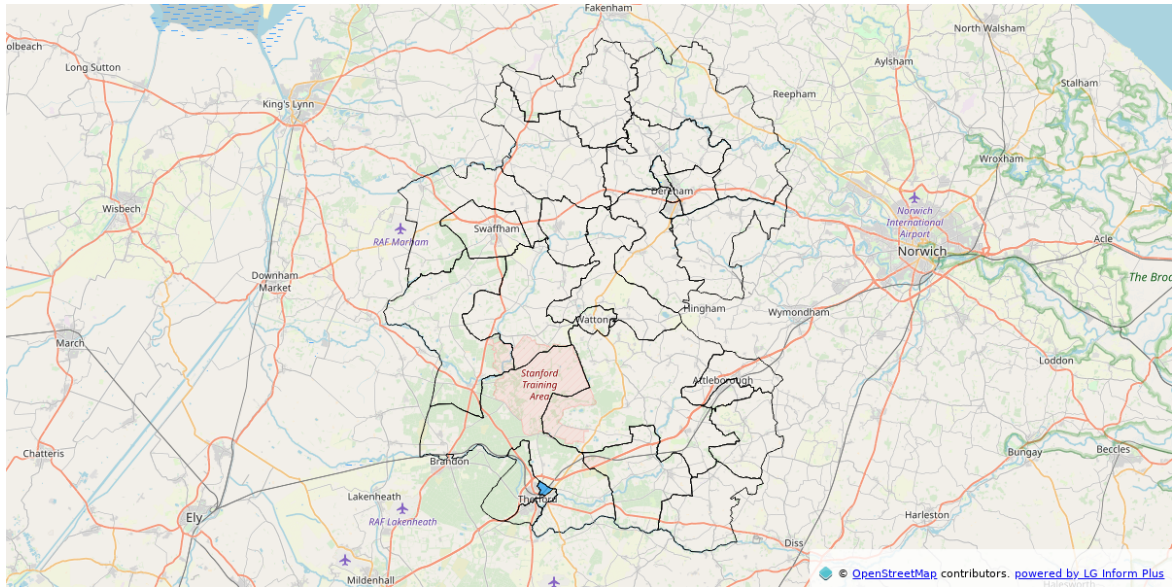 Fakenham
North Walsham
olbeach
Long Sutton
Aylsham
Stalham
Reepham
King's Lynn
Wroxham
Dereham
Wisbech
Swaffham
RAF Marham
Norwich
International
Airport
Acle
Norwich
Downham
Market
The Broa
Hingham
Wymondham
Watton
March
Loddon
Stanford
Training
Area
Attleborough
Chatteris
Brandon
Bungay
Beccles
Lakenheath
Thetford
RAF Lakenheath
Ely
Harleston
Diss
Mildenhall
© OpenStreetMap contributors. powered by LG Inform Plus